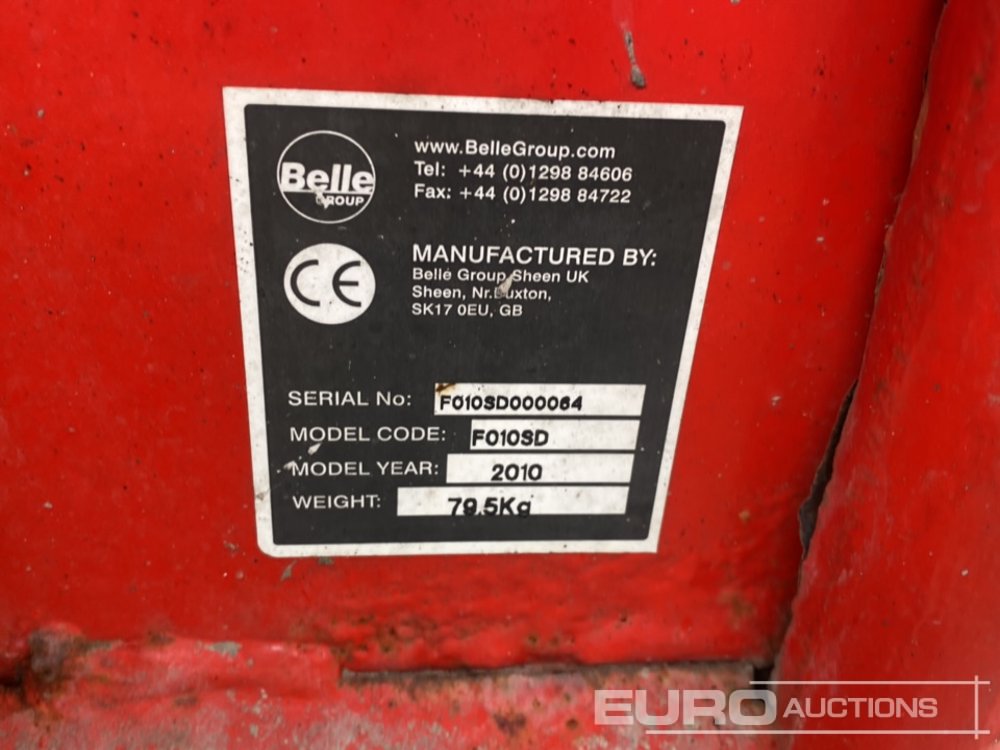 Belle
GROUP
www.BelleGroup.com
Tel: +44 (0)1298 84606
Fax: +44 (0)1298 84722
CE
MANUFACTURED BY:
Belle Group Sheen UK
Sheen, Nr.Buxton,
SK17 0EU, GB
SERIAL No: F010SD000064
MODEL CODE: F010SD
MODEL YEAR: 2010
WEIGHT: 79.5Kg
EURO AUCTIONS